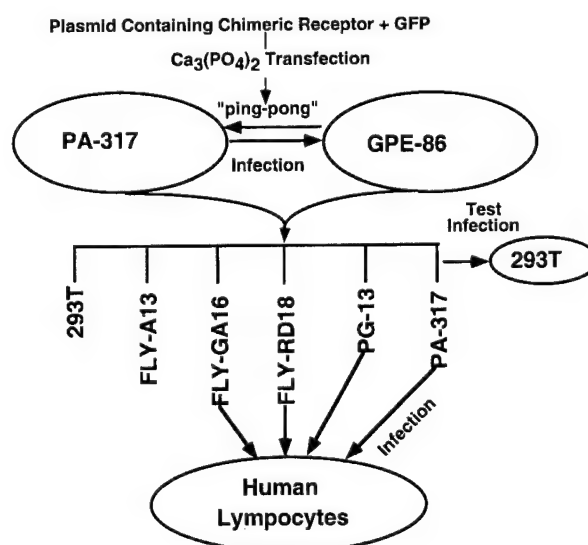 Plasmid Containing Chimeric Receptor + GFP
Ca3(PO4)2 Transfection
"ping-pong"
PA-317
GPE-86
Infection
Test
Infection
293T
293T
FLY-A13
FLY-GA16
FLY-RD18
PG-13
PA-317
Infection
Human
Lympocytes